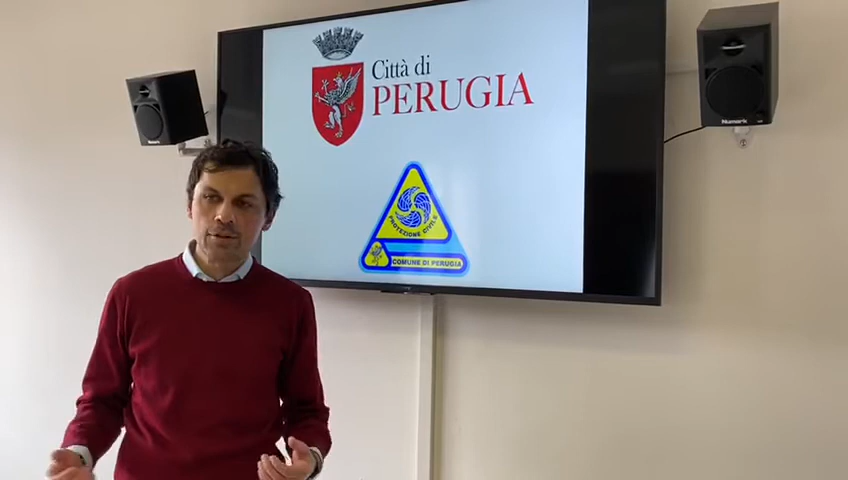 Città di
PERUGIA
PROTEZIONE CIVILE
COMUNE DI PERUGIA
Numark